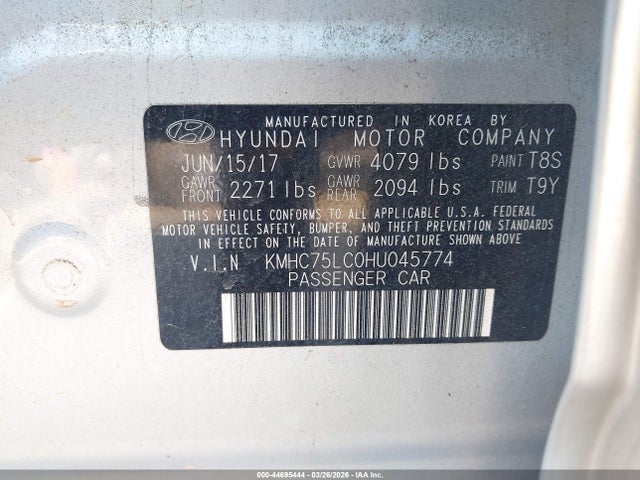 MANUFACTURED IN KOREA BY
HYUNDAI MOTOR COMPANY
JUN/15/17 GVWR 4079 lbs PAINT T8S
GAWR FRONT 2271 lbs GAWR REAR 2094 lbs TRIM T9Y
THIS VEHICLE CONFORMS TO ALL APPLICABLE U.S.A. FEDERAL
MOTOR VEHICLE SAFETY, BUMPER, AND THEFT PREVENTION STANDARDS
IN EFFECT ON THE DATE OF MANUFACTURE SHOWN ABOVE
V.I.N KMHC75LC0HU045774
PASSENGER CAR
000-44695444 | 03/26/2026 | IAA Inc.